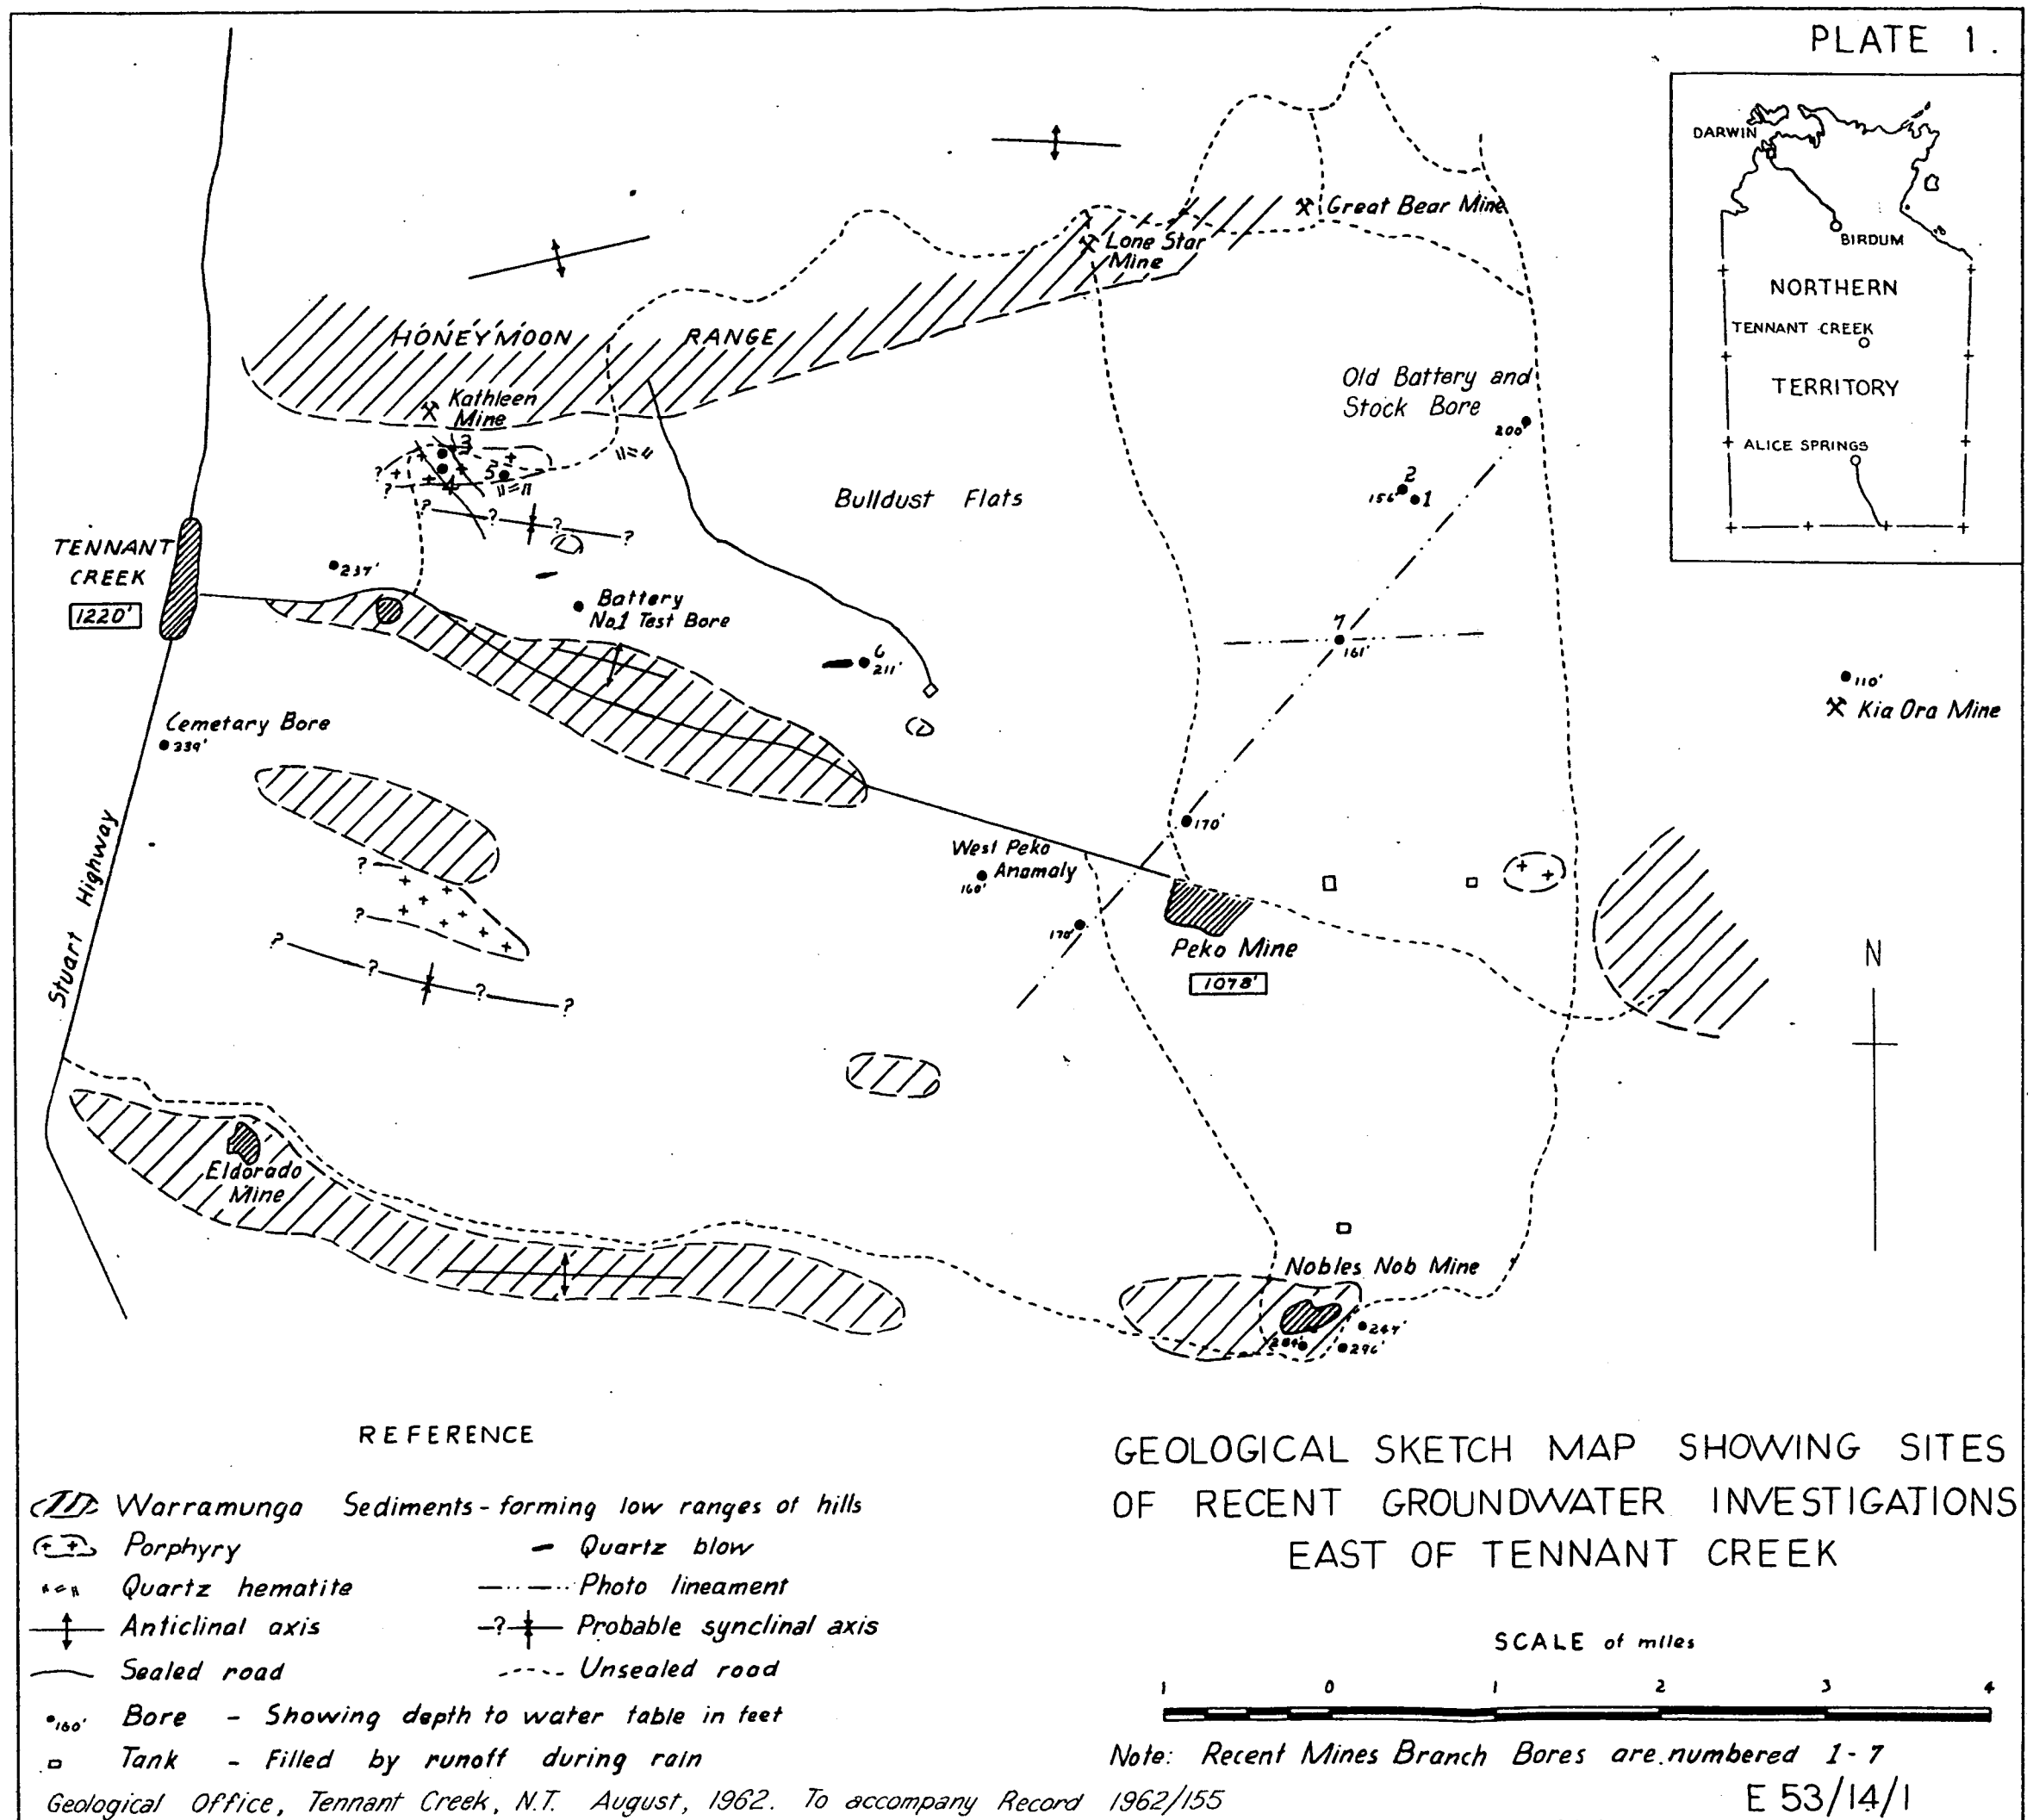 PLATE 1.
DARWIN
BIRDUM
NORTHERN
TENNANT CREEK
TERRITORY
ALICE SPRINGS
Great Bear Mine
Lone Star
Mine
HONEYMOON RANGE
Kathleen
Mine
3
5
4
Old Battery and
Stock Bore
200'
2
156' 1
Bulldust Flats
TENNANT
CREEK
1220'
237'
Battery
No.1 Test Bore
6
211'
7
161'
110'
Kia Ora Mine
Cemetary Bore
239'
Stuart Highway
170'
West Peko
Anomaly
160'
170'
Peko Mine
1078'
N
Eldorado
Mine
Nobles Nob Mine
247'
296'
REFERENCE
Warramunga Sediments - forming low ranges of hills
Porphyry
Quartz blow
Quartz hematite
Photo lineament
Anticlinal axis
Probable synclinal axis
Sealed road
Unsealed road
160' Bore - Showing depth to water table in feet
Tank - Filled by runoff during rain
GEOLOGICAL SKETCH MAP SHOWING SITES
OF RECENT GROUNDWATER INVESTIGATIONS
EAST OF TENNANT CREEK
SCALE of miles
1 0 1 2 3 4
Note: Recent Mines Branch Bores are numbered 1-7
Geological Office, Tennant Creek, N.T. August, 1962. To accompany Record 1962/155
E 53/14/1